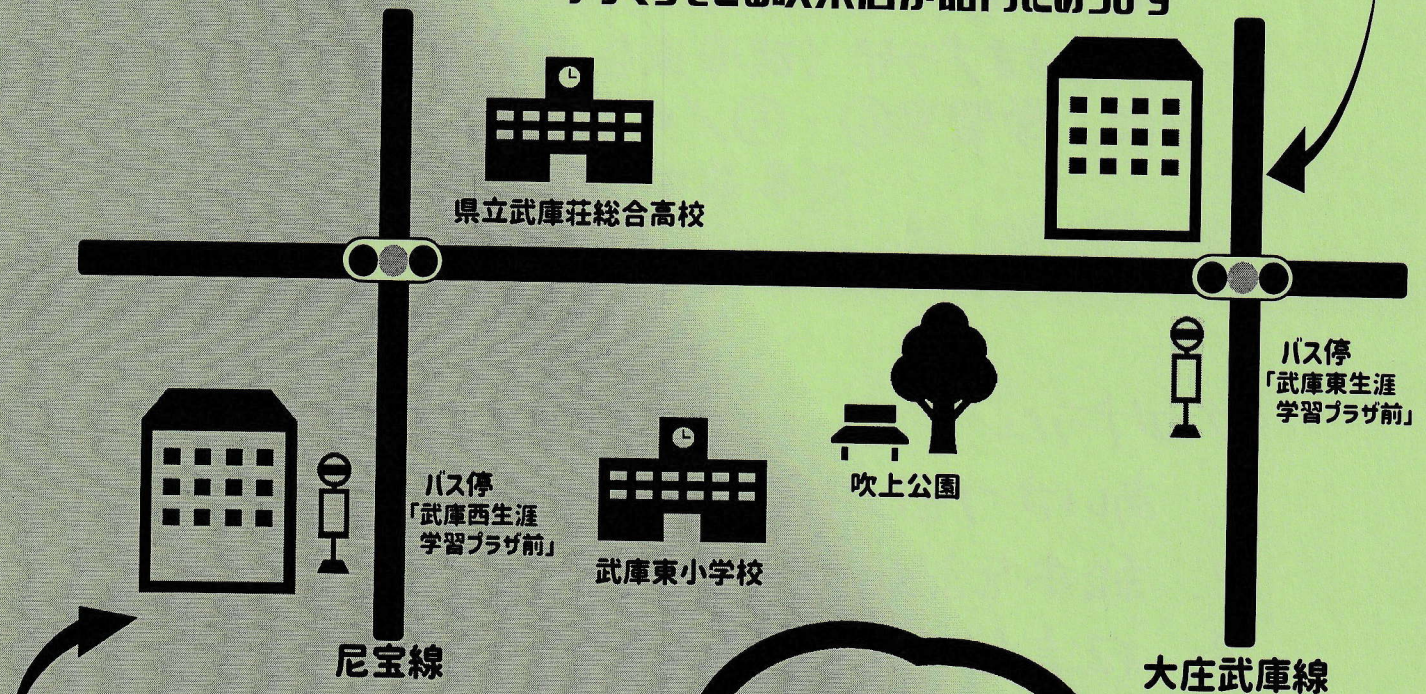 県立武庫荘総合高校
バス停
「武庫東生涯
学習プラザ前」
吹上公園
バス停
「武庫西生涯
学習プラザ前」
武庫東小学校
尼宝線
大庄武庫線